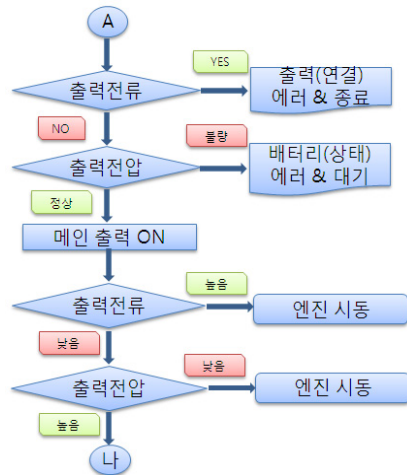 A
YES
출력전류
출력(연결)
에러 & 종료
NO
불량
출력전압
배터리(상태)
에러 & 대기
정상
메인 출력 ON
높음
출력전류
엔진 시동
낮음
낮음
출력전압
엔진 시동
높음
나